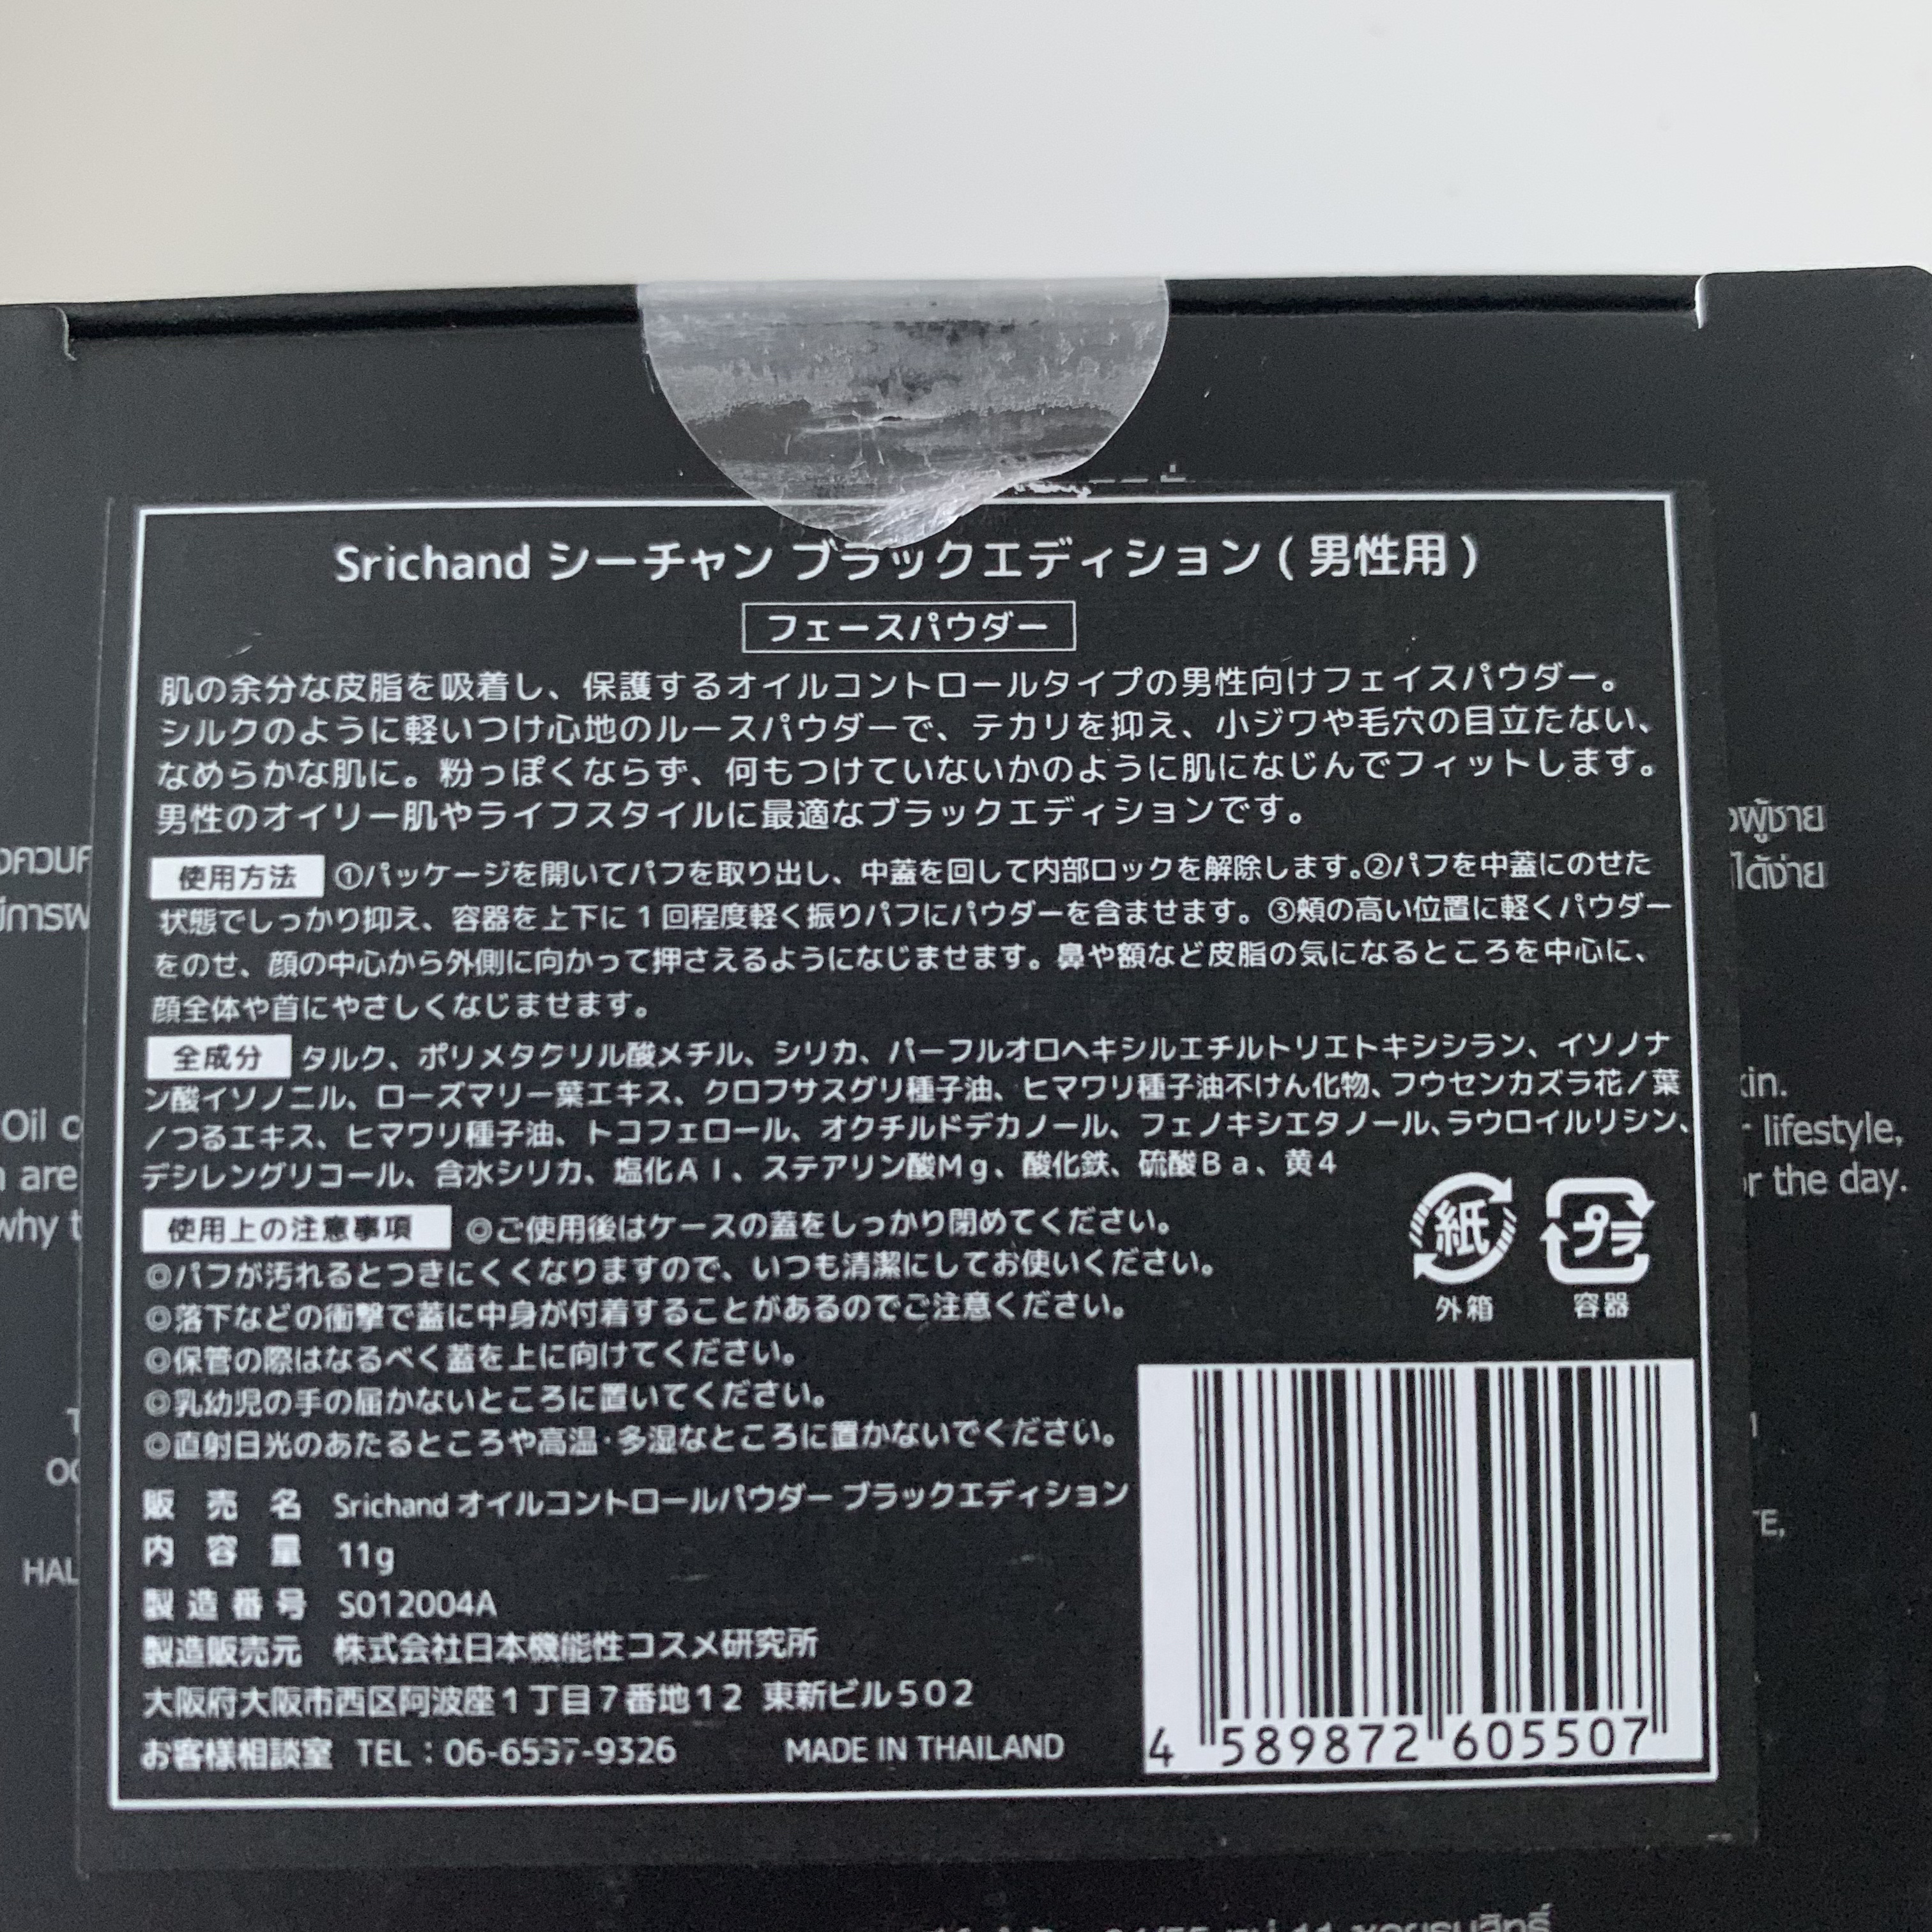 Srichand シーチャン ブラックエディション ( 男性用 )
フェースパウダー
肌の余分な皮脂を吸着し、保護するオイルコントロールタイプの男性向けフェイスパウダー。
シルクのように軽いつけ心地のルースパウダーで、テカリを抑え、小ジワや毛穴の目立たない、
なめらかな肌に。粉っぽくならず、何もつけていないかのように肌になじんでフィットします。
男性のオイリー肌やライフスタイルに最適なブラックエディションです。
使用方法 ①パッケージを開いてパフを取り出し、中蓋を回して内部ロックを解除します。②パフを中蓋にのせた
状態でしっかり抑え、容器を上下に1回程度軽く振りパフにパウダーを含ませます。③頬の高い位置に軽くパウダー
をのせ、顔の中心から外側に向かって押さえるようになじませます。鼻や額など皮脂の気になるところを中心に、
顔全体や首にやさしくなじませます。
全成分 タルク、ポリメタクリル酸メチル、シリカ、パーフルオロヘキシルエチルトリエトキシシラン、イソノナ
ン酸イソノニル、ローズマリー葉エキス、クロフサスグリ種子油、ヒマワリ種子油不けん化物、フウセンカズラ花/葉
/つるエキス、ヒマワリ種子油、トコフェロール、オクチルドデカノール、フェノキシエタノール、ラウロイルリシン、
デシレングリコール、含水シリカ、塩化Al、ステアリン酸Mg、酸化鉄、硫酸Ba、黄4
使用上の注意事項 ◎ご使用後はケースの蓋をしっかり閉めてください。
◎パフが汚れるとつきにくくなりますので、いつも清潔にしてお使いください。
◎落下などの衝撃で蓋に中身が付着することがあるのでご注意ください。
◎保管の際はなるべく蓋を上に向けてください。
◎乳幼児の手の届かないところに置いてください。
◎直射日光のあたるところや高温・多湿なところに置かないでください。
紙 プラ
外箱 容器
販売名 Srichand オイルコントロールパウダー ブラックエディション
内容量 11g
製造番号 S012004A
製造販売元 株式会社日本機能性コスメ研究所
大阪府大阪市西区阿波座1丁目7番地12 東新ビル502
お客様相談室 TEL：06-6537-9326 MADE IN THAILAND
4 589872 605507
ผู้ชาย
ได้ง่าย
Oil
are
why
kin.
lifestyle,
r the day.
HAL